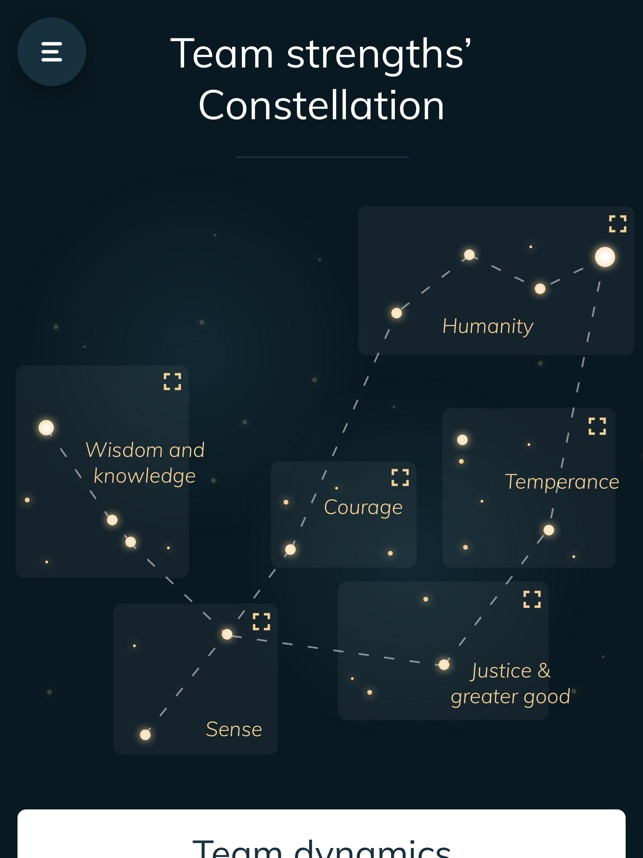 Team strengths’
Constellation
Humanity
Wisdom and
knowledge
Temperance
Courage
Justice &
greater good
Sense
Team dynamics